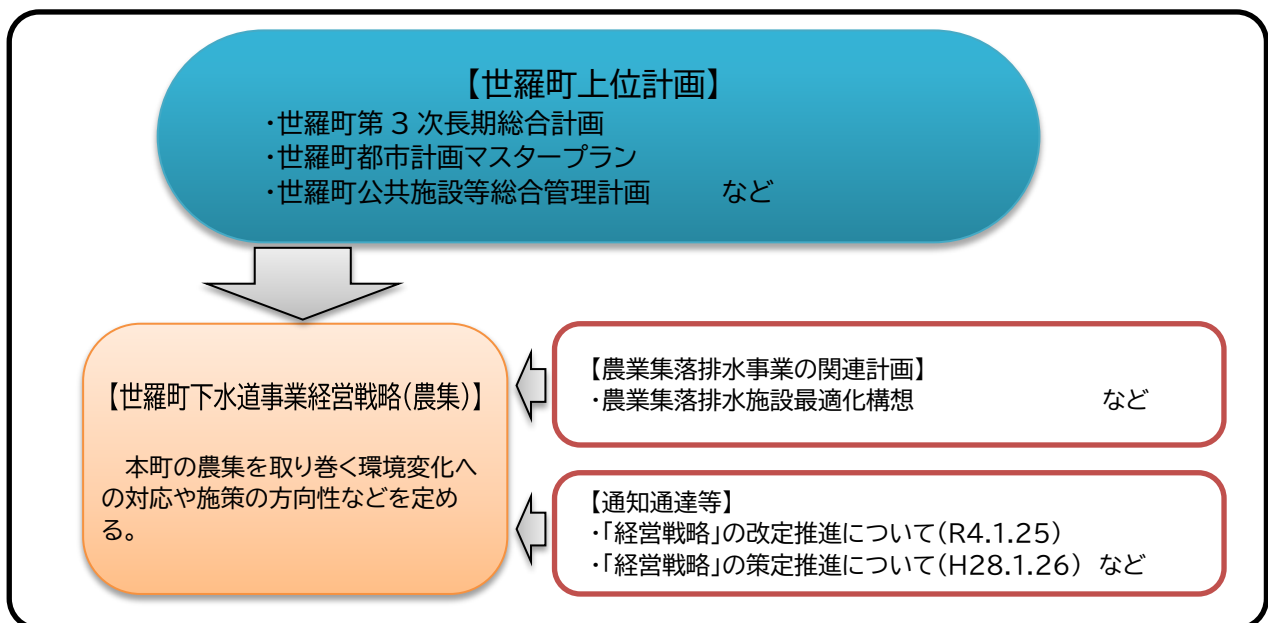 【世羅町上位計画】
・世羅町第3次長期総合計画
・世羅町都市計画マスタープラン
・世羅町公共施設等総合管理計画　　など
【世羅町下水道事業経営戦略(農集)】
本町の農集を取り巻く環境変化へ
の対応や施策の方向性などを定め
る。
【農業集落排水事業の関連計画】
・農業集落排水施設最適化構想　　など
【通知通達等】
・「経営戦略」の改定推進について(R4.1.25)
・「経営戦略」の策定推進について(H28.1.26) など